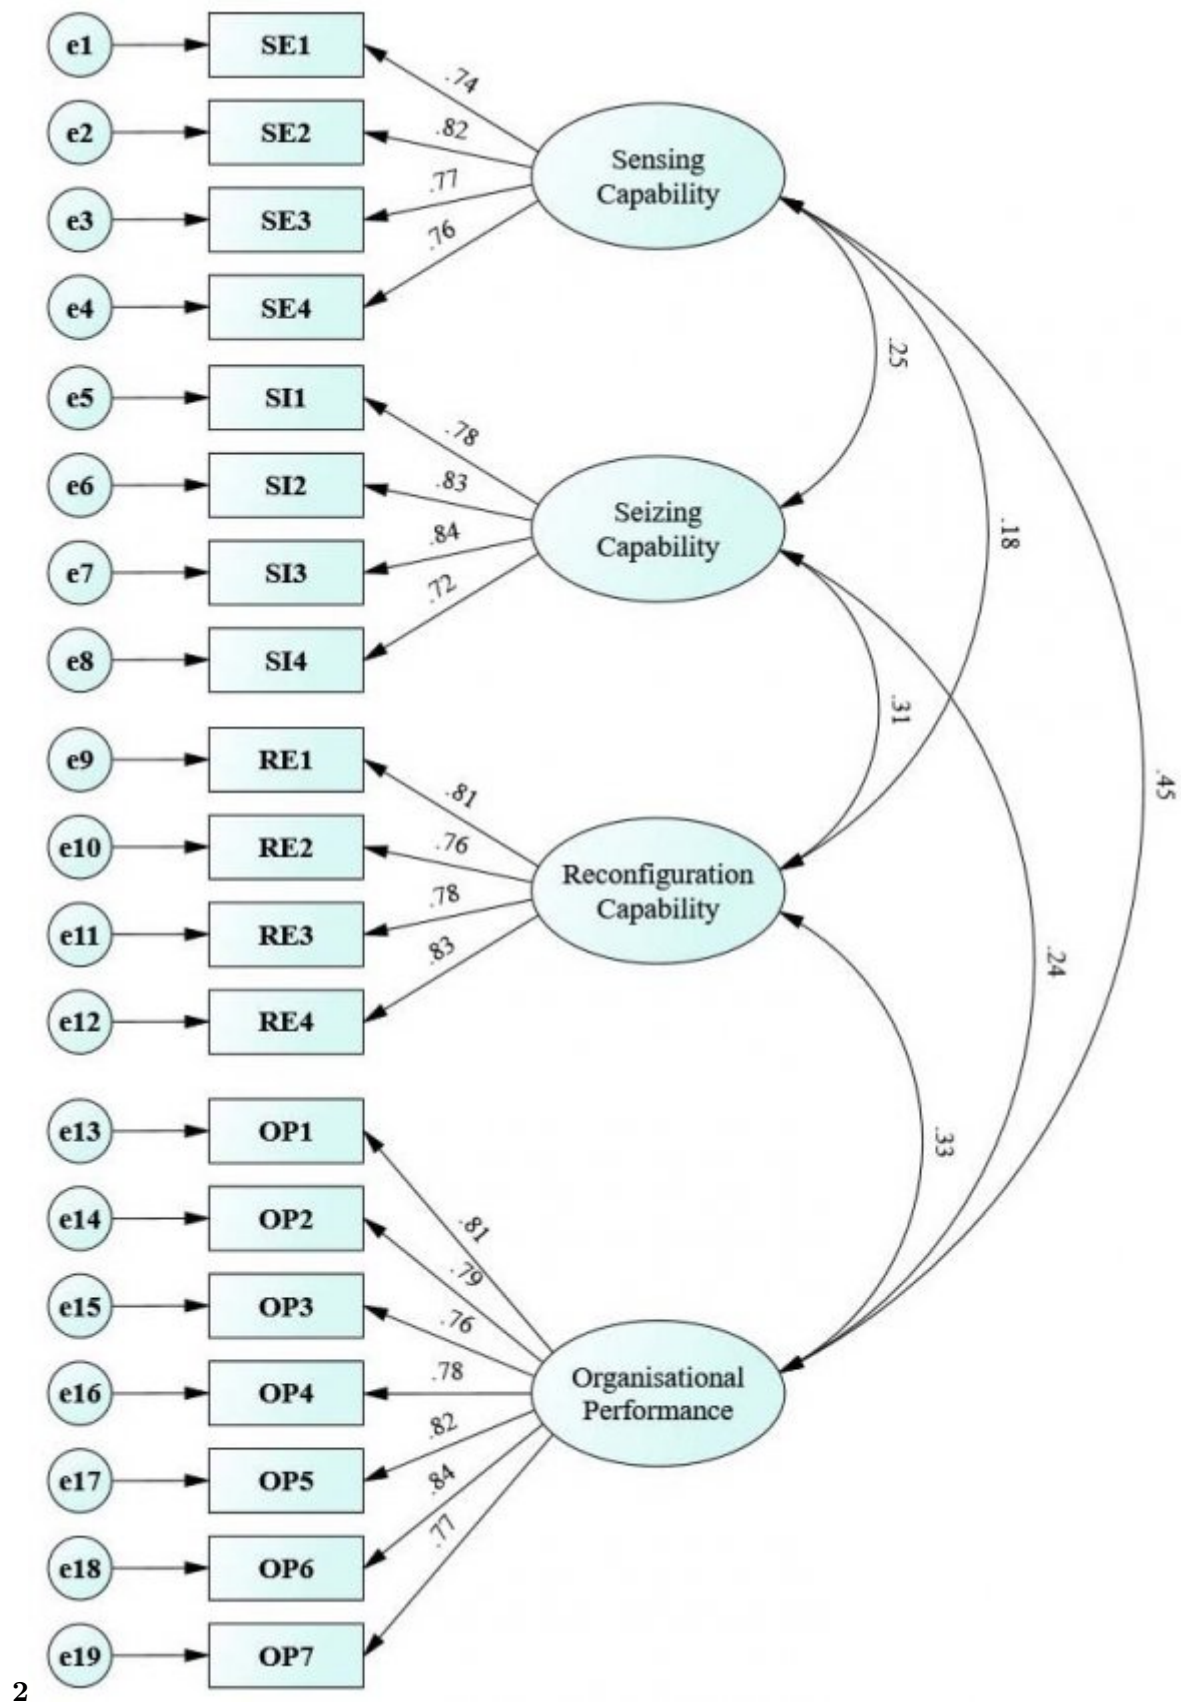 e1 SE1
.74
e2 SE2
.82
Sensing
Capability
e3 SE3
.77
.76
e4 SE4
.25
e5 SI1
.78
e6 SI2
.83
Seizing
Capability
.18
e7 SI3
.84
.72
e8 SI4
.31
e9 RE1
.81
.45
e10 RE2
.76
Reconfiguration
Capability
e11 RE3
.78
.83
.24
e12 RE4
e13 OP1
.33
e14 OP2
.81
.79
e15 OP3
.76
e16 OP4
.78
Organisational
Performance
.82
e17 OP5
.84
.77
e18 OP6
e19 OP7
2